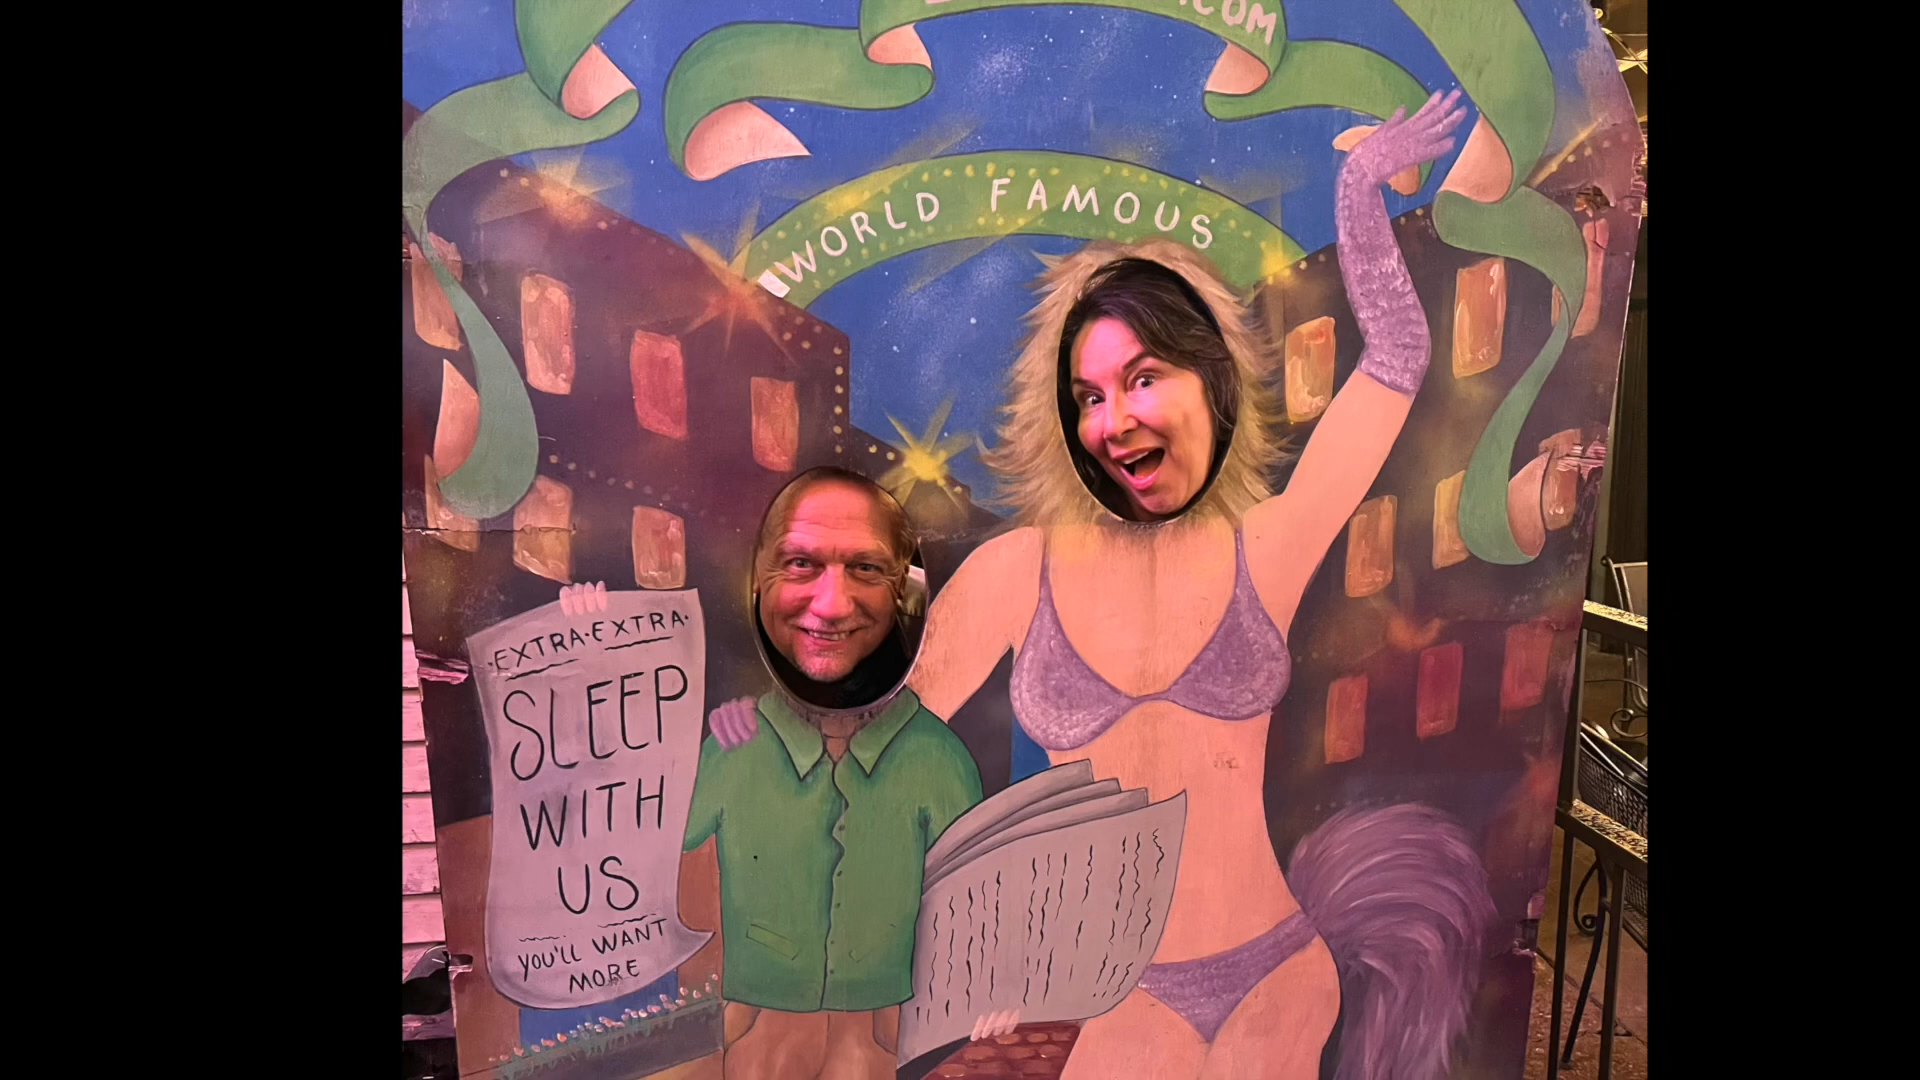 .COM
WORLD FAMOUS
·EXTRA·EXTRA·
SLEEP
WITH
US
YOU'LL WANT
MORE